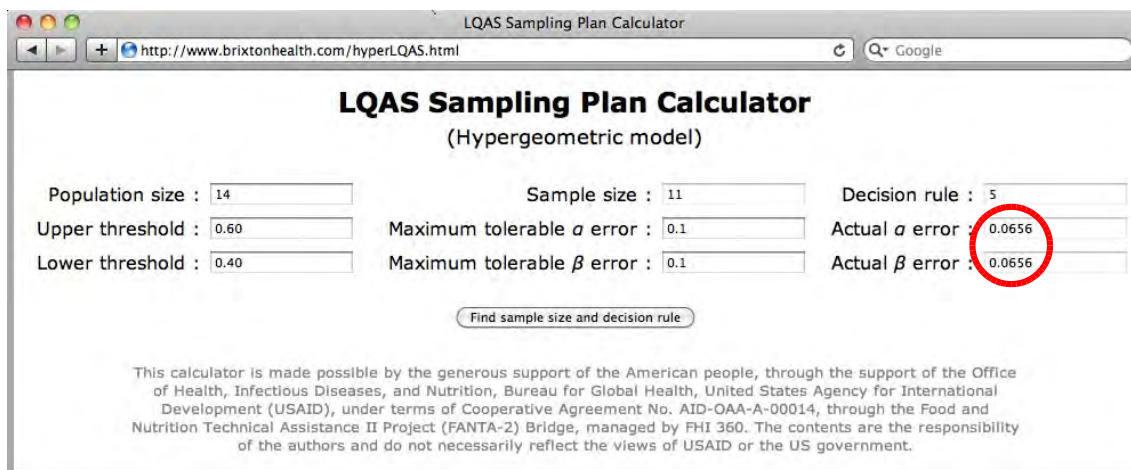 LQAS Sampling Plan Calculator
http://www.brixtonhealth.com/hyperLQAS.html
Google
LQAS Sampling Plan Calculator
(Hypergeometric model)
Population size : 14 Sample size : 11 Decision rule : 5
Upper threshold : 0.60 Maximum tolerable α error : 0.1 Actual α error : 0.0656
Lower threshold : 0.40 Maximum tolerable β error : 0.1 Actual β error : 0.0656
Find sample size and decision rule
This calculator is made possible by the generous support of the American people, through the support of the Office
of Health, Infectious Diseases, and Nutrition, Bureau for Global Health, United States Agency for International
Development (USAID), under terms of Cooperative Agreement No. AID-OAA-A-00014, through the Food and
Nutrition Technical Assistance II Project (FANTA-2) Bridge, managed by FHI 360. The contents are the responsibility
of the authors and do not necessarily reflect the views of USAID or the US government.